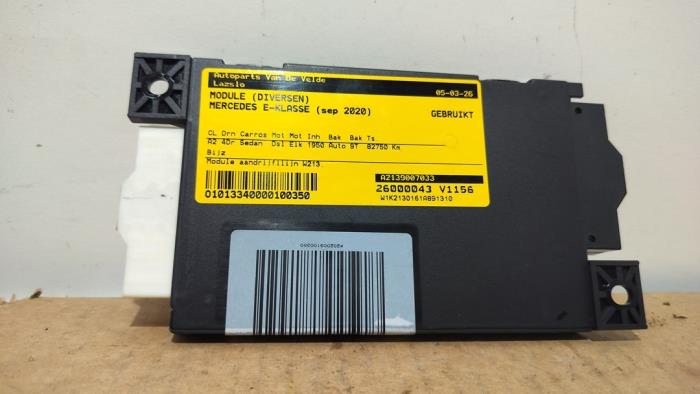 Autoparts Van De Velde
Lazslo 05-03-26
MODULE (DIVERSEN)
MERCEDES E-KLASSE (sep 2020) GEBRUIKT
CL Drn Carros Mot Mot Inh Bak Bak Ts
A2 4Dr Sedan Dsl Elk 1950 Auto 9T 82750 Km
Bijz
Module aandrijflijn W213.
A2139007033
26000043 V1156
O1013340000100350
W1K2130161A891310